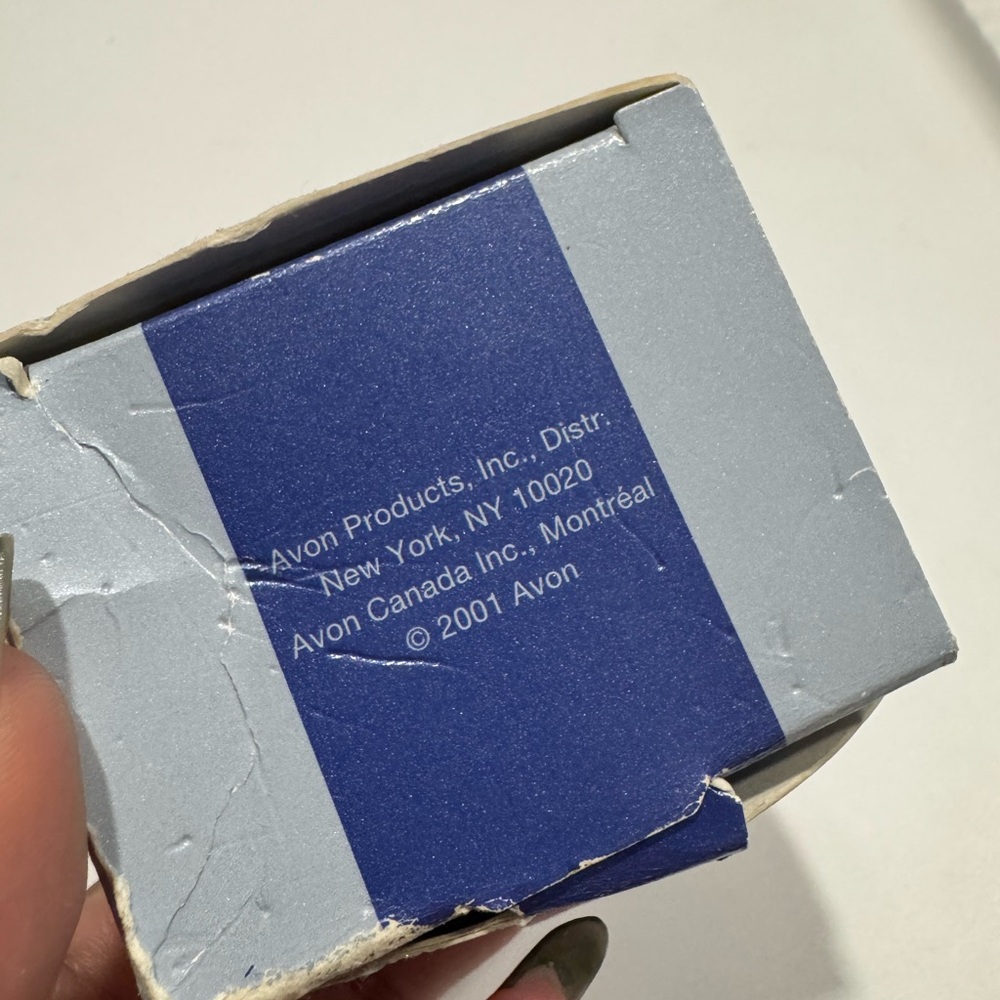 Avon Products, Inc., Distr.
New York, NY 10020
Avon Canada Inc., Montréal
© 2001 Avon